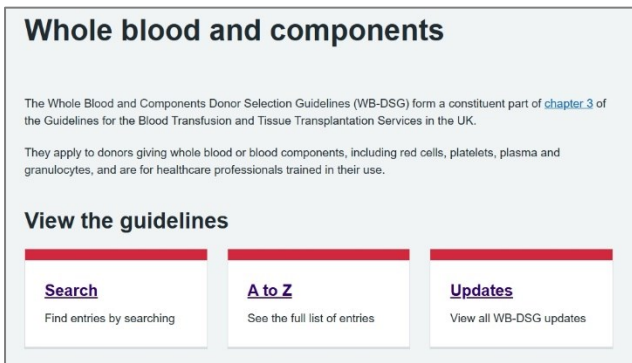 Whole blood and components
The Whole Blood and Components Donor Selection Guidelines (WB-DSG) form a constituent part of chapter 3 of
the Guidelines for the Blood Transfusion and Tissue Transplantation Services in the UK.
They apply to donors giving whole blood or blood components, including red cells, platelets, plasma and
granulocytes, and are for healthcare professionals trained in their use.
View the guidelines
Search
Find entries by searching
A to Z
See the full list of entries
Updates
View all WB-DSG updates